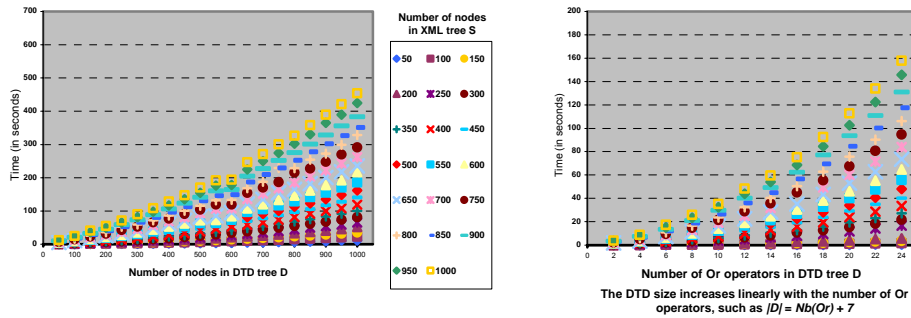 700
600
500
400
300
200
100
0
Time (in seconds)
0 100 200 300 400 500 600 700 800 900 1000
Number of nodes in DTD tree D
Number of nodes
in XML tree S
50 100 150
200 250 300
350 400 450
500 550 600
650 700 750
800 850 900
950 1000
200
180
160
140
120
100
80
60
40
20
0
Time (in seconds)
0 2 4 6 8 10 12 14 16 18 20 22 24
Number of Or operators in DTD tree D
The DTD size increases linearly with the number of Or
operators, such as |D| = Nb(Or) + 7